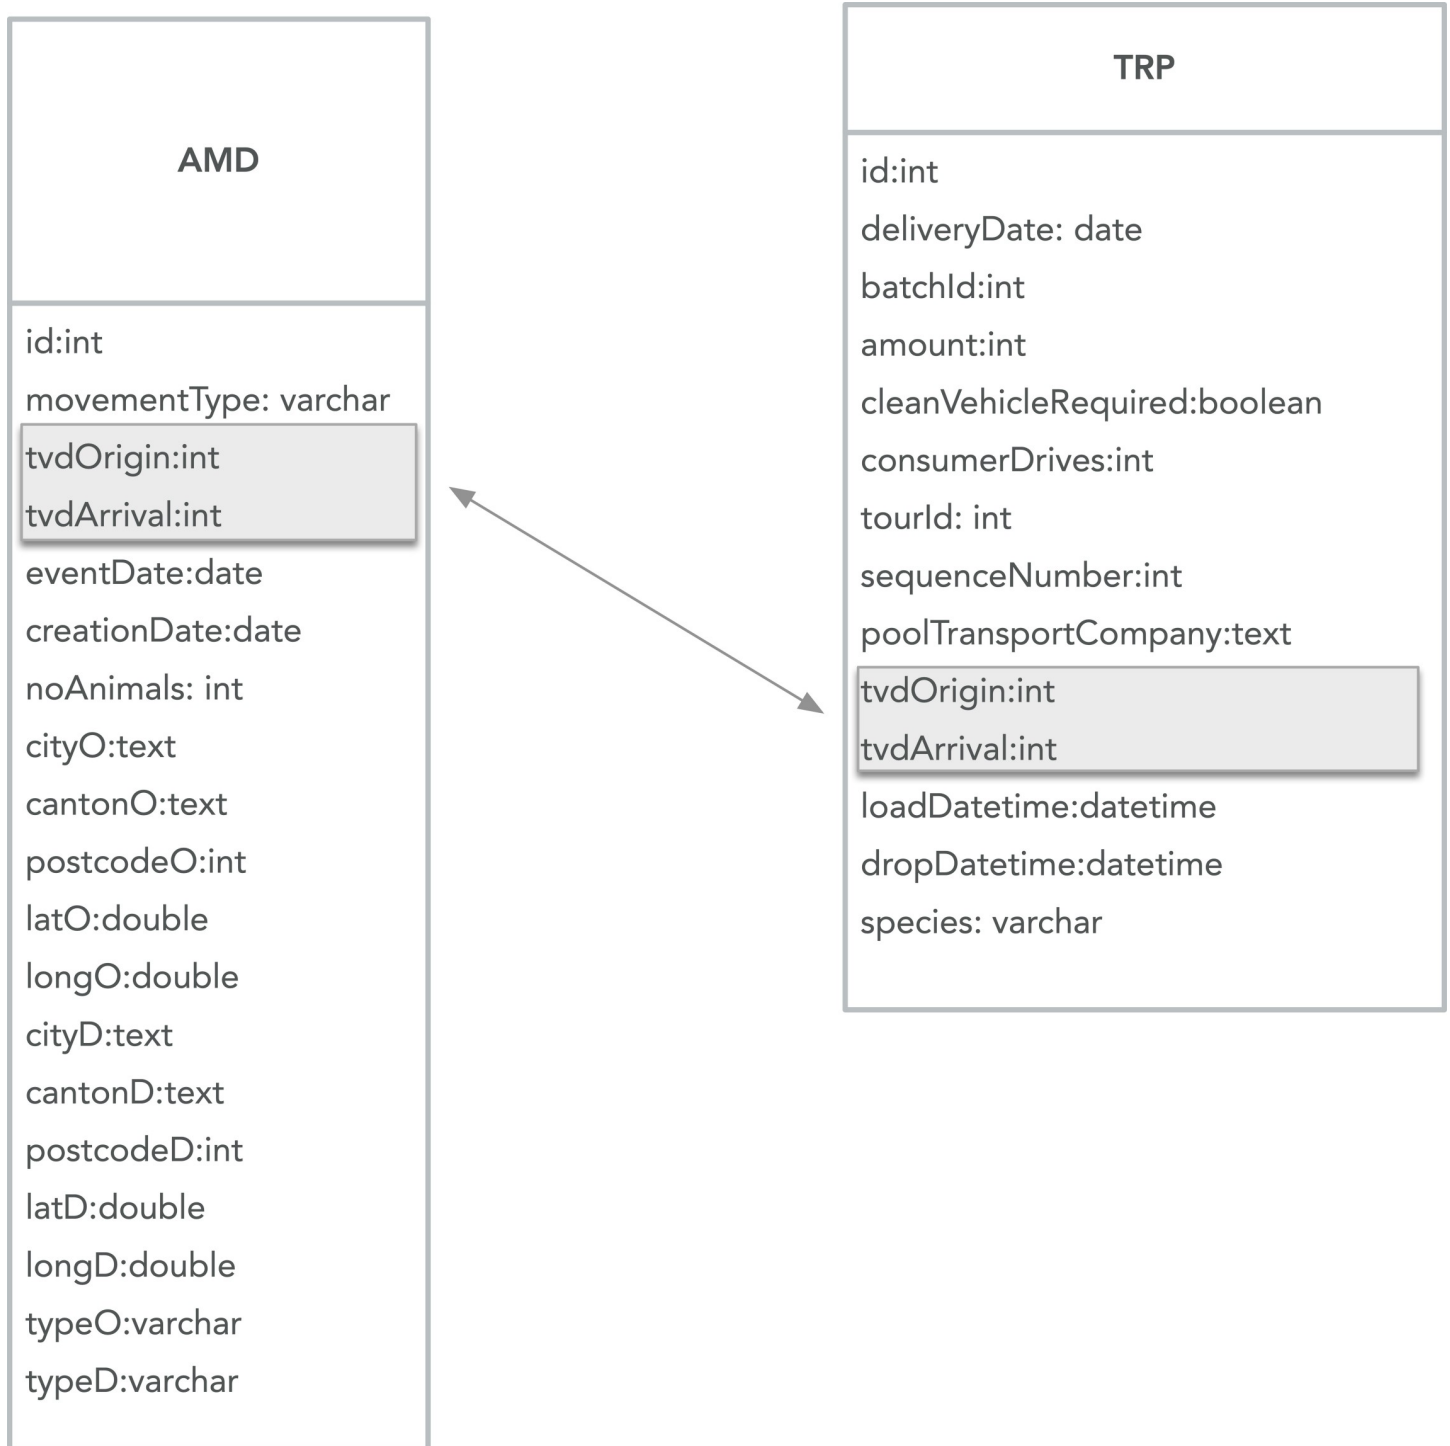 AMD
id:int
movementType: varchar
tvdOrigin:int
tvdArrival:int
eventDate:date
creationDate:date
noAnimals: int
cityO:text
cantonO:text
postcodeO:int
latO:double
longO:double
cityD:text
cantonD:text
postcodeD:int
latD:double
longD:double
typeO:varchar
typeD:varchar
TRP
id:int
deliveryDate: date
batchId:int
amount:int
cleanVehicleRequired:boolean
consumerDrives:int
tourId: int
sequenceNumber:int
poolTransportCompany:text
tvdOrigin:int
tvdArrival:int
loadDatetime:datetime
dropDatetime:datetime
species: varchar